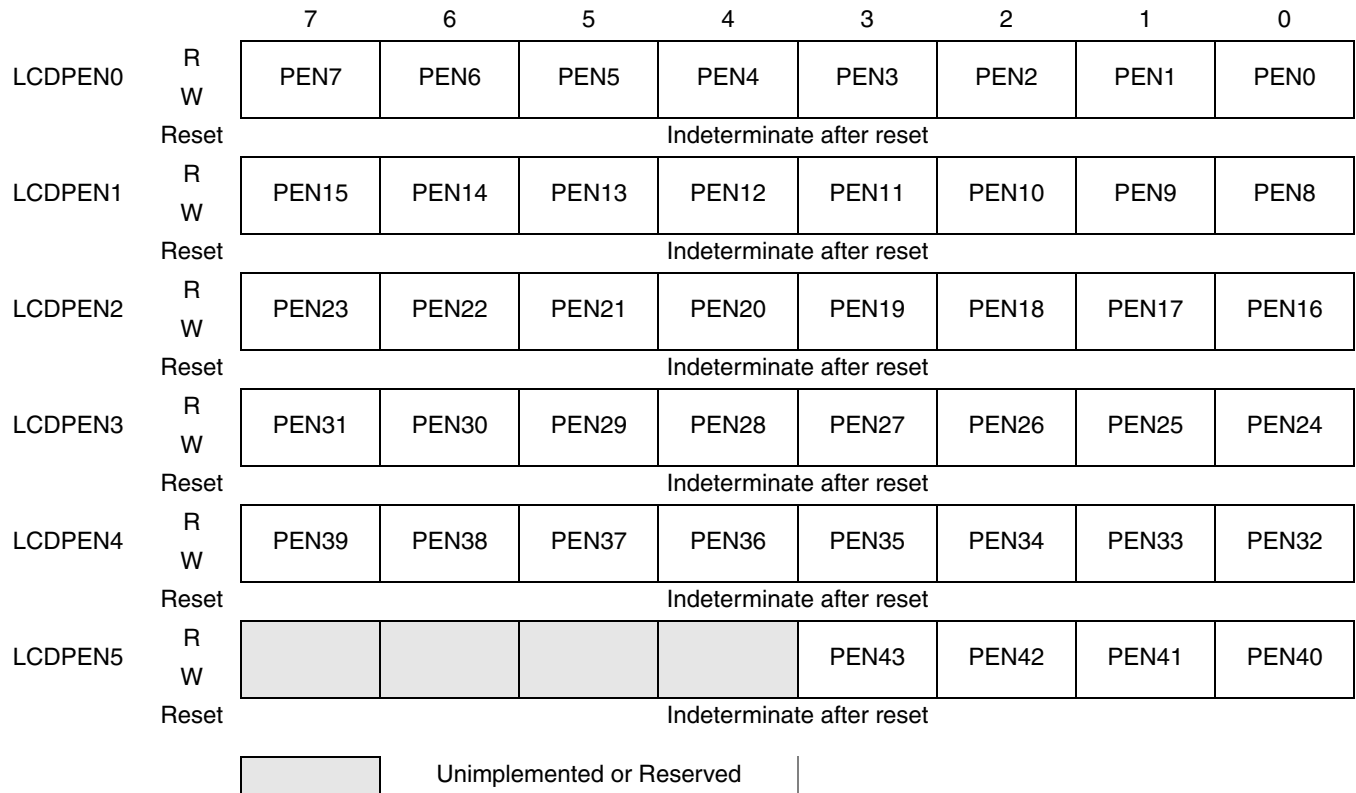 7 6 5 4 3 2 1 0
LCDPEN0 R W PEN7 PEN6 PEN5 PEN4 PEN3 PEN2 PEN1 PEN0
Reset Indeterminate after reset
LCDPEN1 R W PEN15 PEN14 PEN13 PEN12 PEN11 PEN10 PEN9 PEN8
Reset Indeterminate after reset
LCDPEN2 R W PEN23 PEN22 PEN21 PEN20 PEN19 PEN18 PEN17 PEN16
Reset Indeterminate after reset
LCDPEN3 R W PEN31 PEN30 PEN29 PEN28 PEN27 PEN26 PEN25 PEN24
Reset Indeterminate after reset
LCDPEN4 R W PEN39 PEN38 PEN37 PEN36 PEN35 PEN34 PEN33 PEN32
Reset Indeterminate after reset
LCDPEN5 R W PEN43 PEN42 PEN41 PEN40
Reset Indeterminate after reset
Unimplemented or Reserved